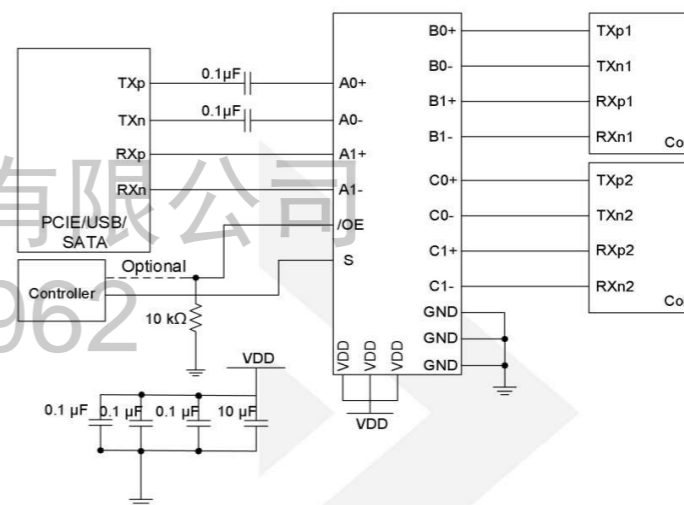 TXp
TXn
RXp
RXn
PCIE/USB/
SATA
0.1µF
0.1µF
A0+
A0-
A1+
A1-
/OE
S
B0+
B0-
B1+
B1-
C0+
C0-
C1+
C1-
GND
GND
GND
VDD
VDD
VDD
VDD
TXp1
TXn1
RXp1
RXn1
Co
TXp2
TXn2
RXp2
RXn2
Co
Controller
Optional
10 kΩ
VDD
0.1 µF
0.1 µF
0.1 µF
10 µF
有限公司
962